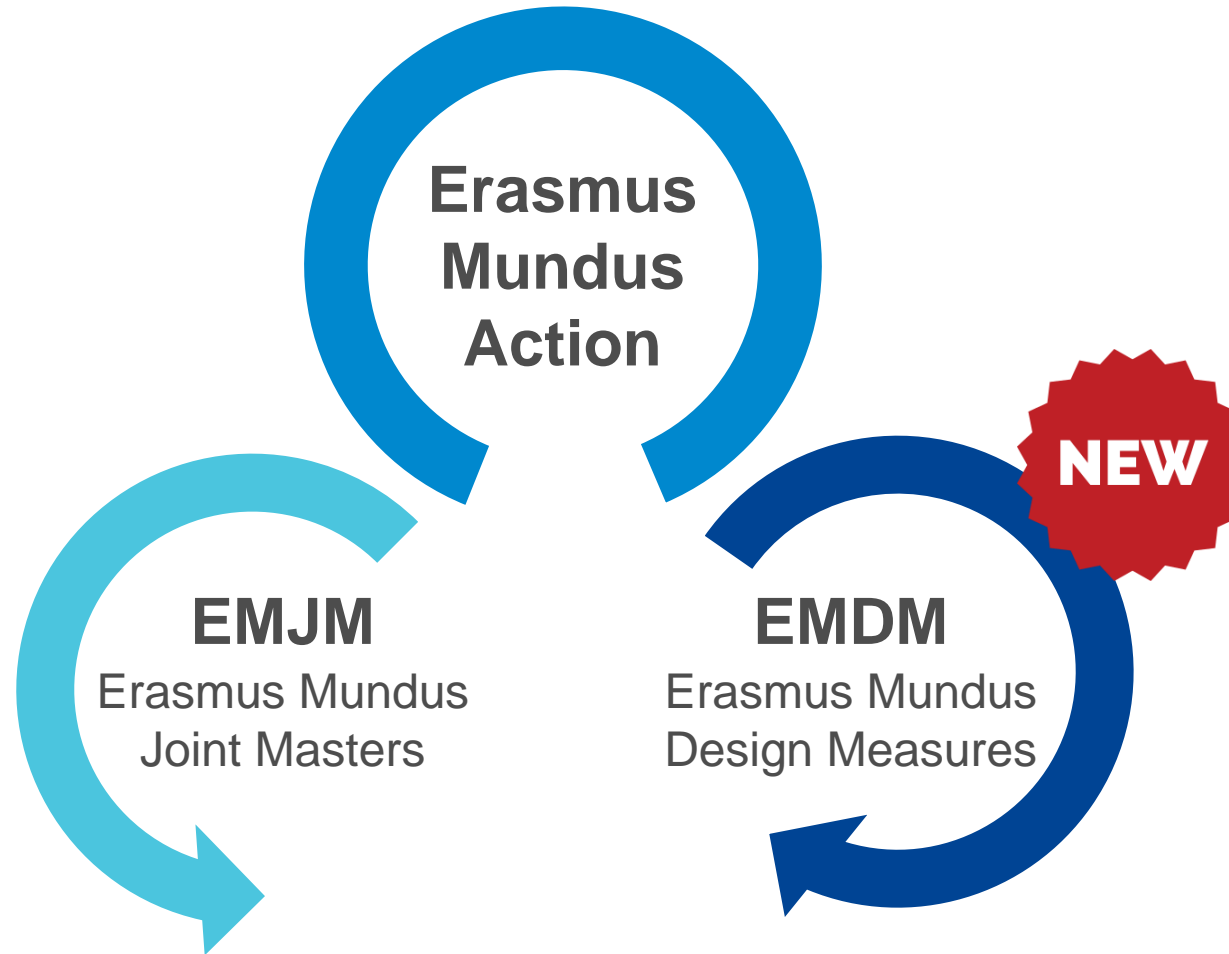 Erasmus
Mundus
Action
NEW
EMJM
Erasmus Mundus
Joint Masters
EMDM
Erasmus Mundus
Design Measures